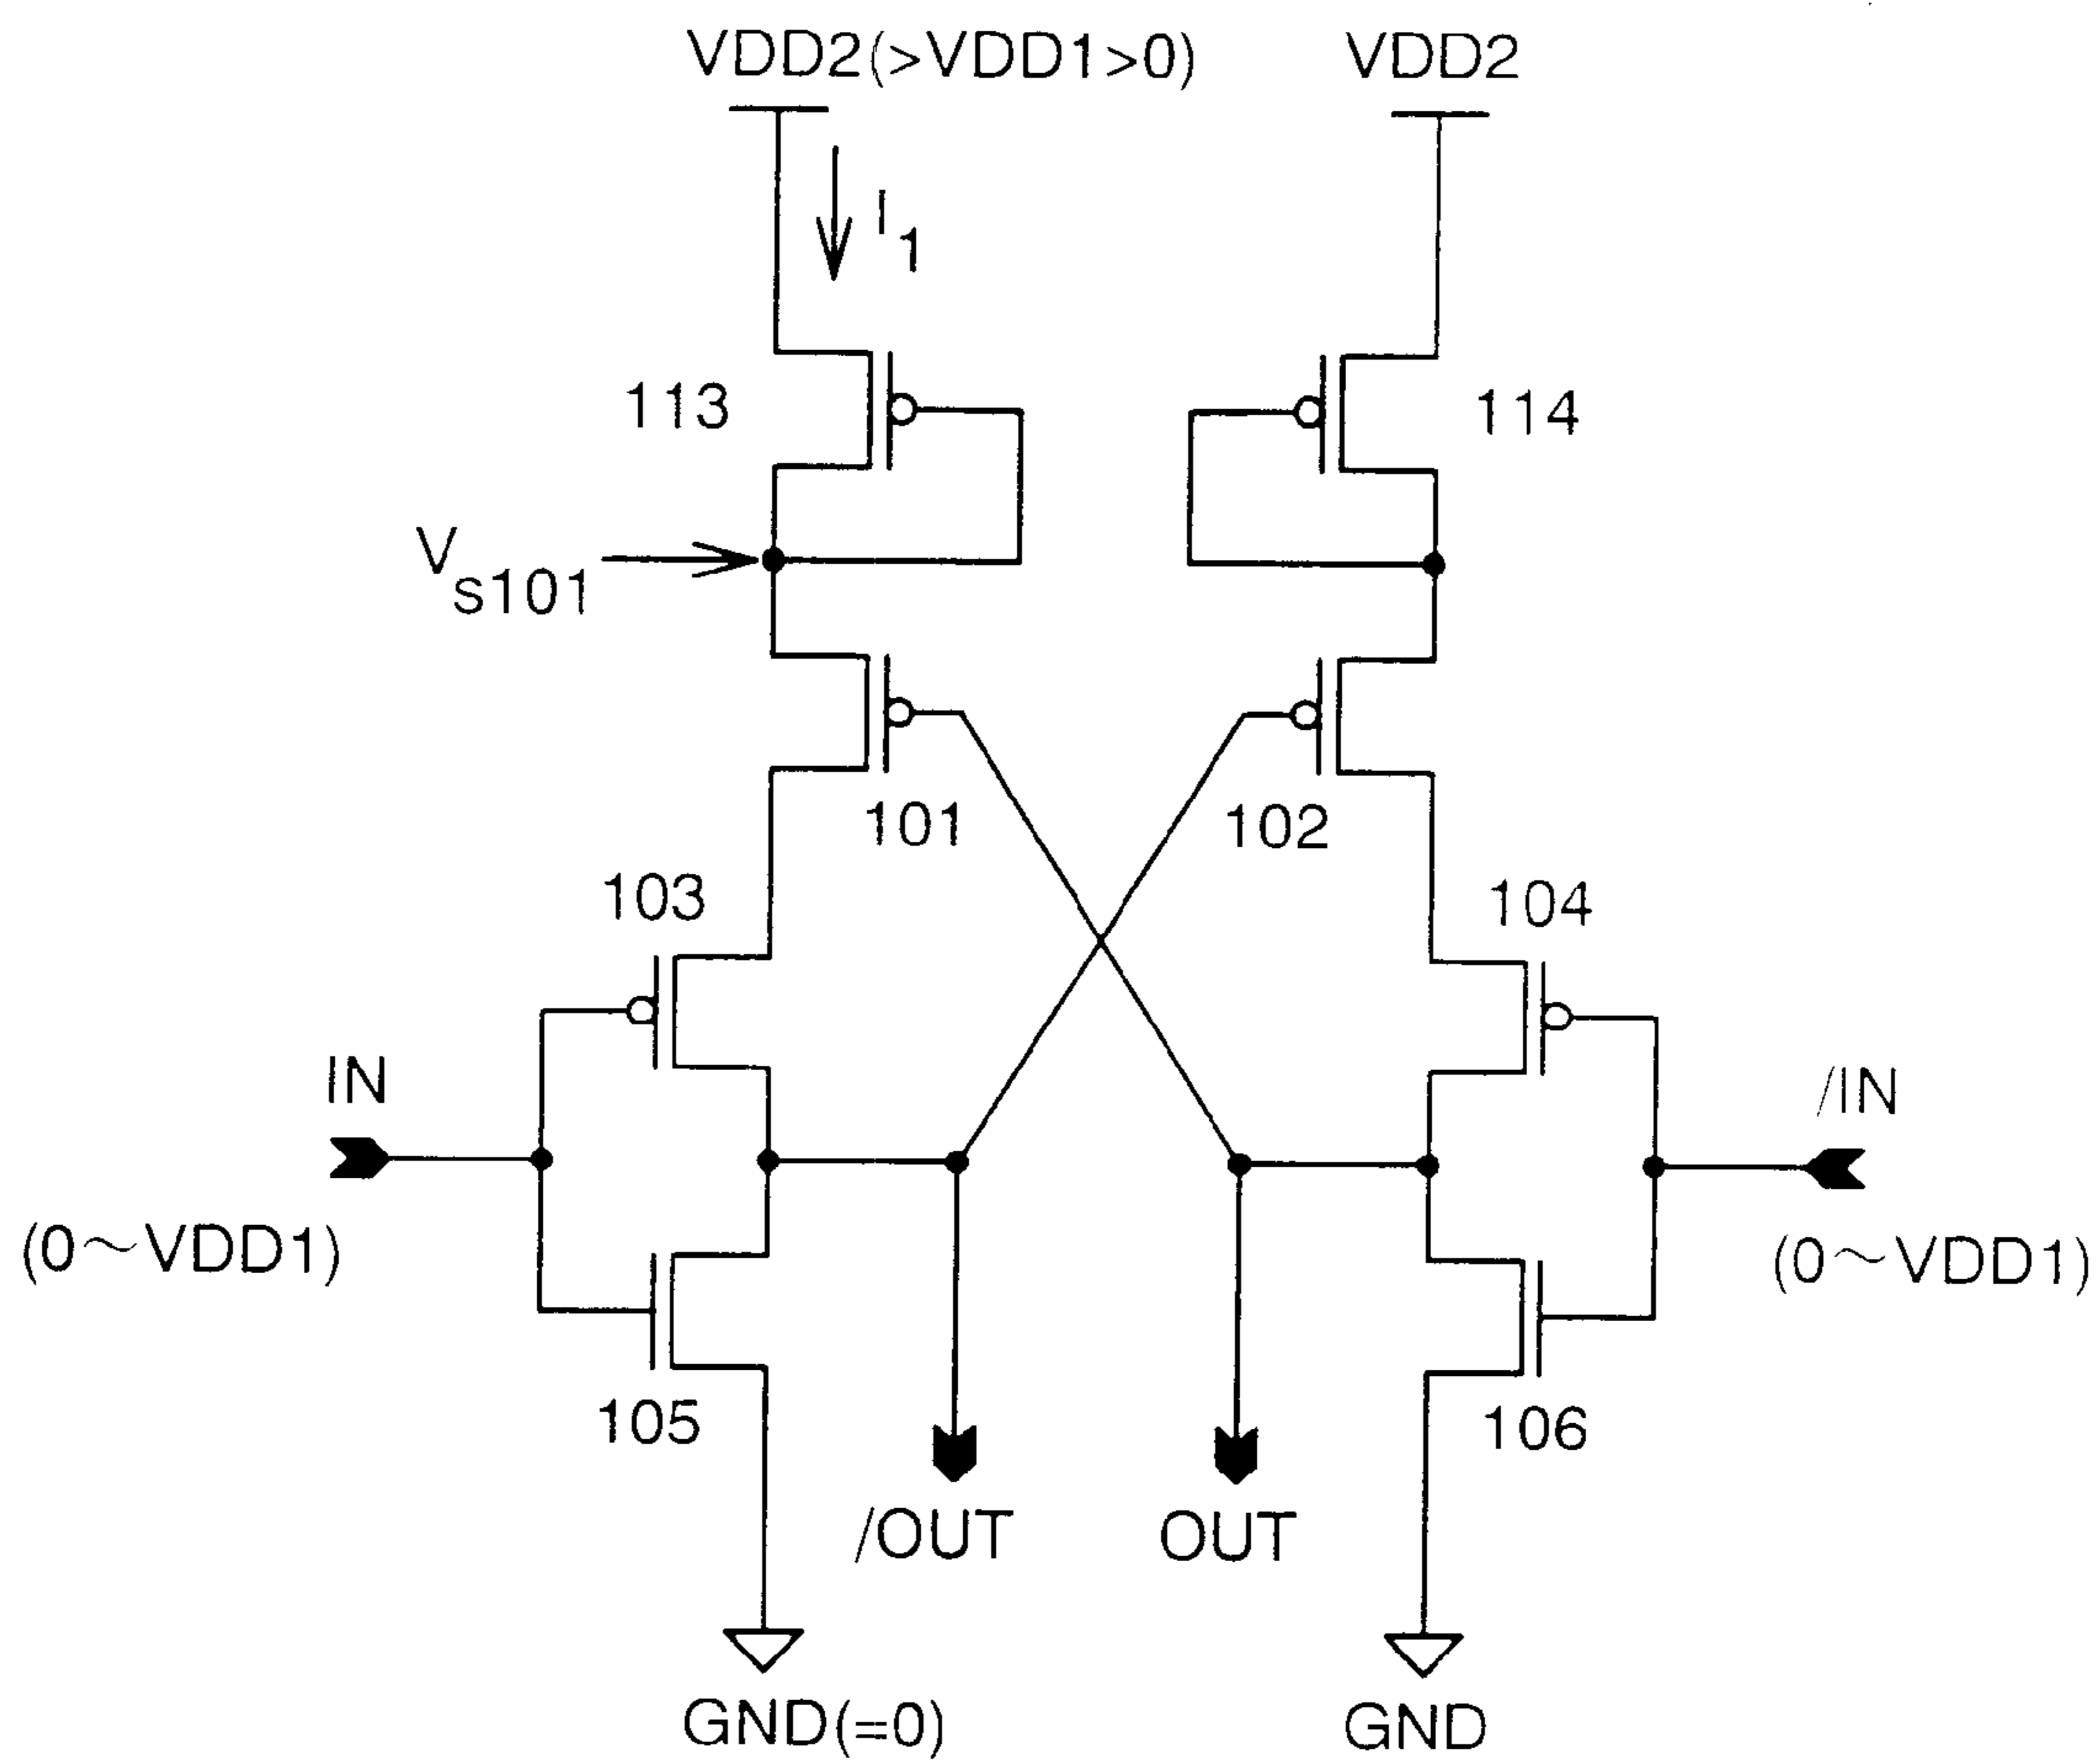 VDD2(>VDD1>0)
VDD2
I1
113
114
VS101
101
102
103
104
IN
/IN
(0～VDD1)
(0～VDD1)
105
106
/OUT
OUT
GND(=0)
GND